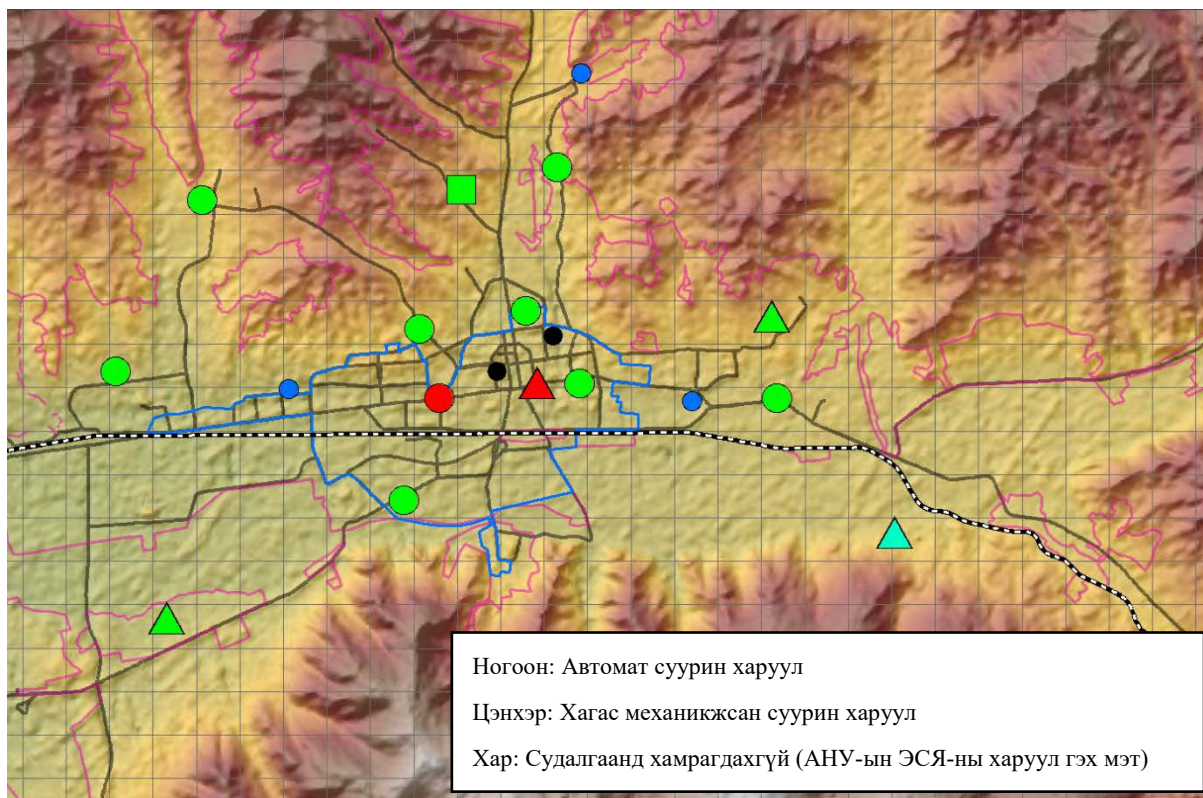 Ногоон: Автомат суурин харуул
Цэнхэр: Хагас механикжсан суурин харуул
Хар: Судалгаанд хамрагдахгүй (АНУ-ын ЭСЯ-ны харуул гэх мэт)